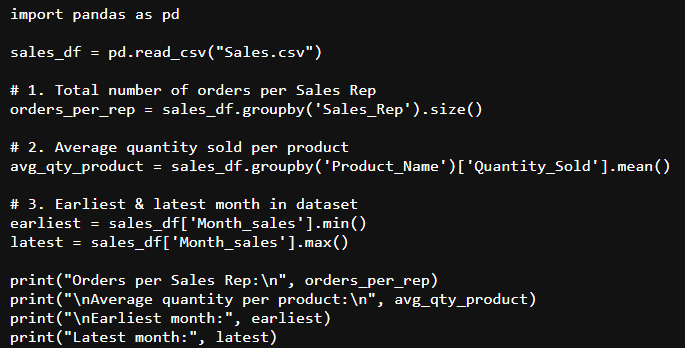 import pandas as pd
sales_df = pd.read_csv("Sales.csv")
# 1. Total number of orders per Sales Rep
orders_per_rep = sales_df.groupby('Sales_Rep').size()
# 2. Average quantity sold per product
avg_qty_product = sales_df.groupby('Product_Name')['Quantity_Sold'].mean()
# 3. Earliest & latest month in dataset
earliest = sales_df['Month_sales'].min()
latest = sales_df['Month_sales'].max()
print("Orders per Sales Rep:\n", orders_per_rep)
print("\nAverage quantity per product:\n", avg_qty_product)
print("\nEarliest month:", earliest)
print("Latest month:", latest)